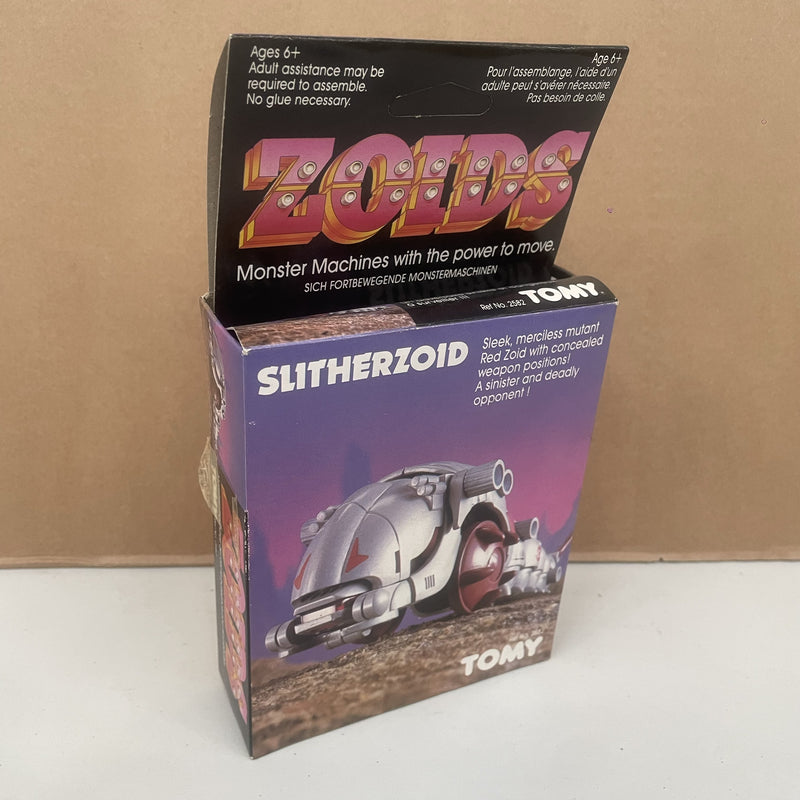 Ages 6+
Adult assistance may be
required to assemble.
No glue necessary.
Age 6+
Pour l'assemblange, l'aide d'un
adulte peut s'avérer nécessaire.
Pas besoin de colle.
ZOIDS
Monster Machines with the power to move.
SICH FORTBEWEGENDE MONSTERMASCHINEN
Ref No. 2582 TOMY
SLITHERZOID
Sleek, merciless mutant
Red Zoid with concealed
weapon positions!
A sinister and deadly
opponent !
TOMY
ZOIDS